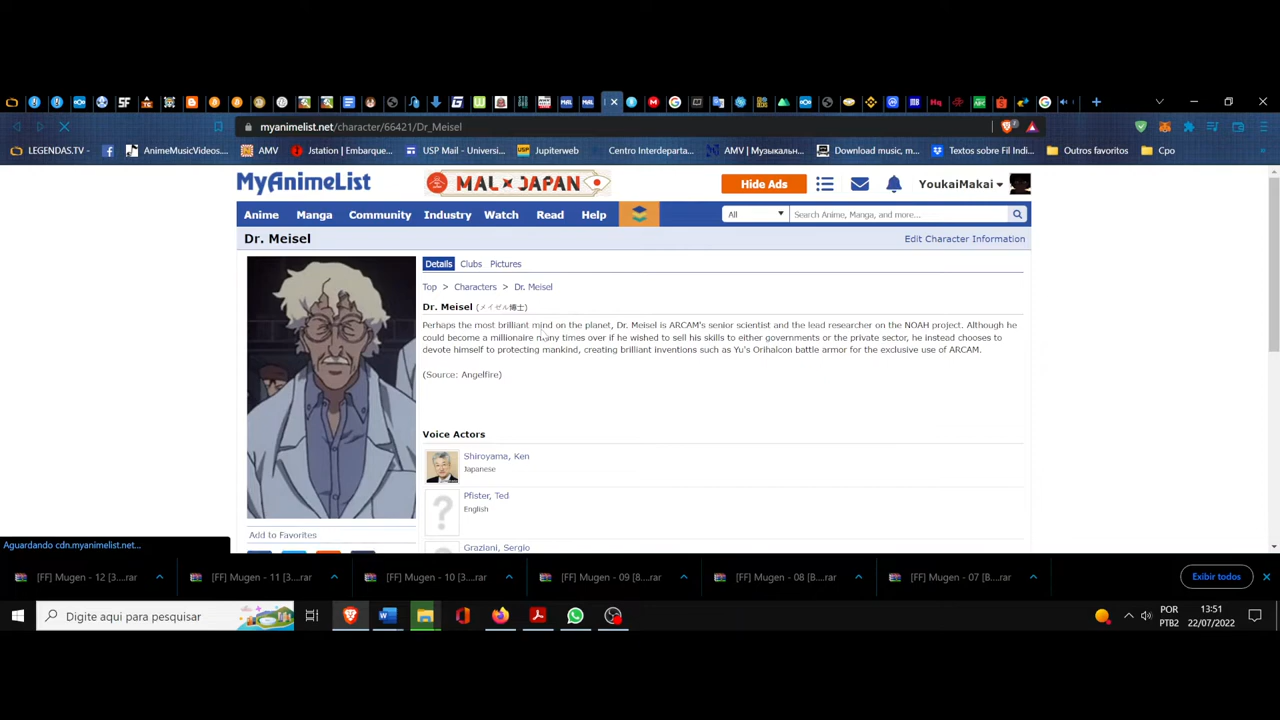 myanimelist.net/character/66421/Dr_Meisel
LEGENDAS.TV -
AnimeMusicVideos...
AMV
Jstation | Embarque...
USP Mail - Universi...
Jupiterweb
Centro Interdeparta...
AMV | Музыкальн...
Download music, m...
Textos sobre Fil Indi...
Outros favoritos
Cpo
MyAnimeList
MAL x JAPAN
Hide Ads
YoukaiMakai
Anime Manga Community Industry Watch Read Help
All
Search Anime, Manga, and more...
Dr. Meisel
Edit Character Information
Details Clubs Pictures
Top > Characters > Dr. Meisel
Dr. Meisel (メイゼル博士)
Perhaps the most brilliant mind on the planet, Dr. Meisel is ARCAM's senior scientist and the lead researcher on the NOAH project. Although he
could become a millionaire many times over if he wished to sell his skills to either governments or the private sector, he instead chooses to
devote himself to protecting mankind, creating brilliant inventions such as Yu's Orihalcon battle armor for the exclusive use of ARCAM.
(Source: Angelfire)
Voice Actors
Shiroyama, Ken
Japanese
Pfister, Ted
English
Graziani, Sergio
Add to Favorites
Aguardando cdn.myanimelist.net...
[FF] Mugen - 12 [3....rar
[FF] Mugen - 11 [3....rar
[FF] Mugen - 10 [3....rar
[FF] Mugen - 09 [8....rar
[FF] Mugen - 08 [B....rar
[FF] Mugen - 07 [B....rar
Exibir todos
Digite aqui para pesquisar
POR
PTB2
13:51
22/07/2022